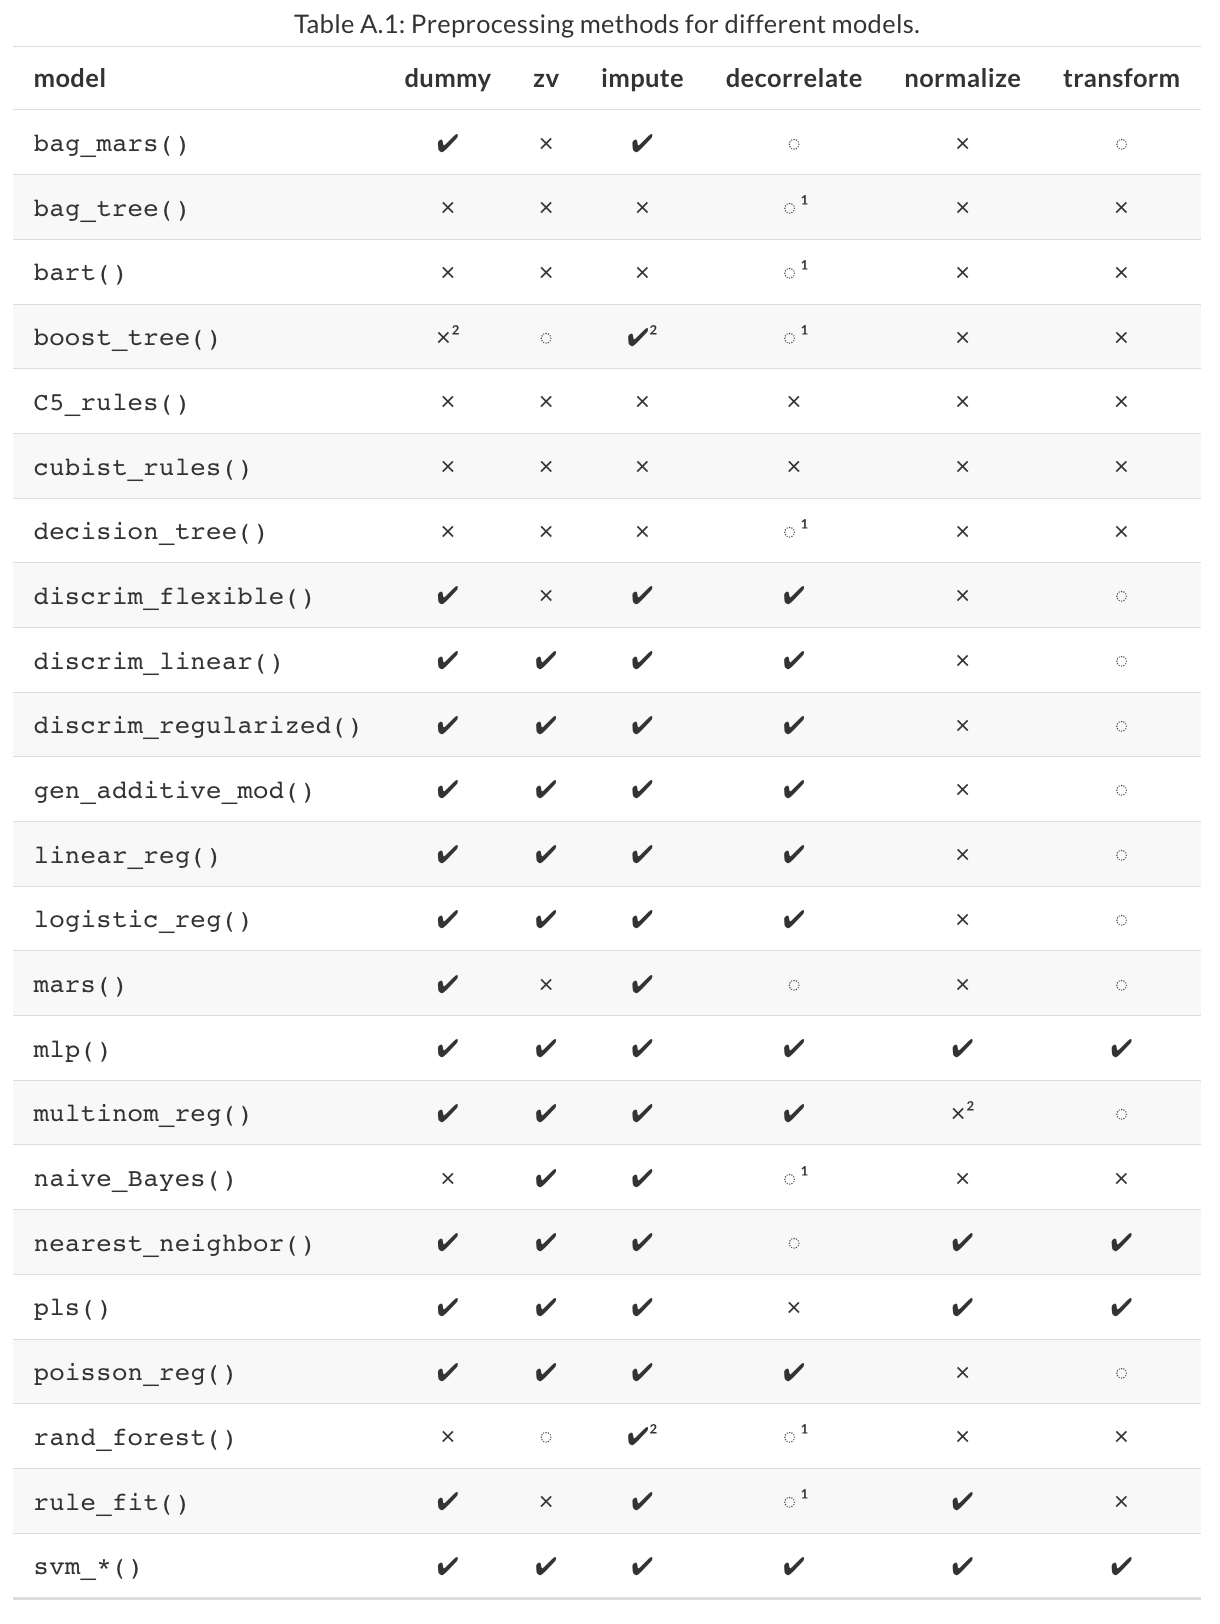 Table A.1: Preprocessing methods for different models.
model dummy zv impute decorrelate normalize transform
bag_mars() ✔ × ✔ ◌ × ◌
bag_tree() × × × ◌¹ × ×
bart() × × × ◌¹ × ×
boost_tree() ×² ◌ ✔² ◌¹ × ×
C5_rules() × × × × × ×
cubist_rules() × × × × × ×
decision_tree() × × × ◌¹ × ×
discrim_flexible() ✔ × ✔ ✔ × ◌
discrim_linear() ✔ ✔ ✔ ✔ × ◌
discrim_regularized() ✔ ✔ ✔ ✔ × ◌
gen_additive_mod() ✔ ✔ ✔ ✔ × ◌
linear_reg() ✔ ✔ ✔ ✔ × ◌
logistic_reg() ✔ ✔ ✔ ✔ × ◌
mars() ✔ × ✔ ◌ × ◌
mlp() ✔ ✔ ✔ ✔ ✔ ✔
multinom_reg() ✔ ✔ ✔ ✔ ×² ◌
naive_Bayes() × ✔ ✔ ◌¹ × ×
nearest_neighbor() ✔ ✔ ✔ ◌ ✔ ✔
pls() ✔ ✔ ✔ × ✔ ✔
poisson_reg() ✔ ✔ ✔ ✔ × ◌
rand_forest() × ◌ ✔² ◌¹ × ×
rule_fit() ✔ × ✔ ◌¹ ✔ ×
svm_*() ✔ ✔ ✔ ✔ ✔ ✔